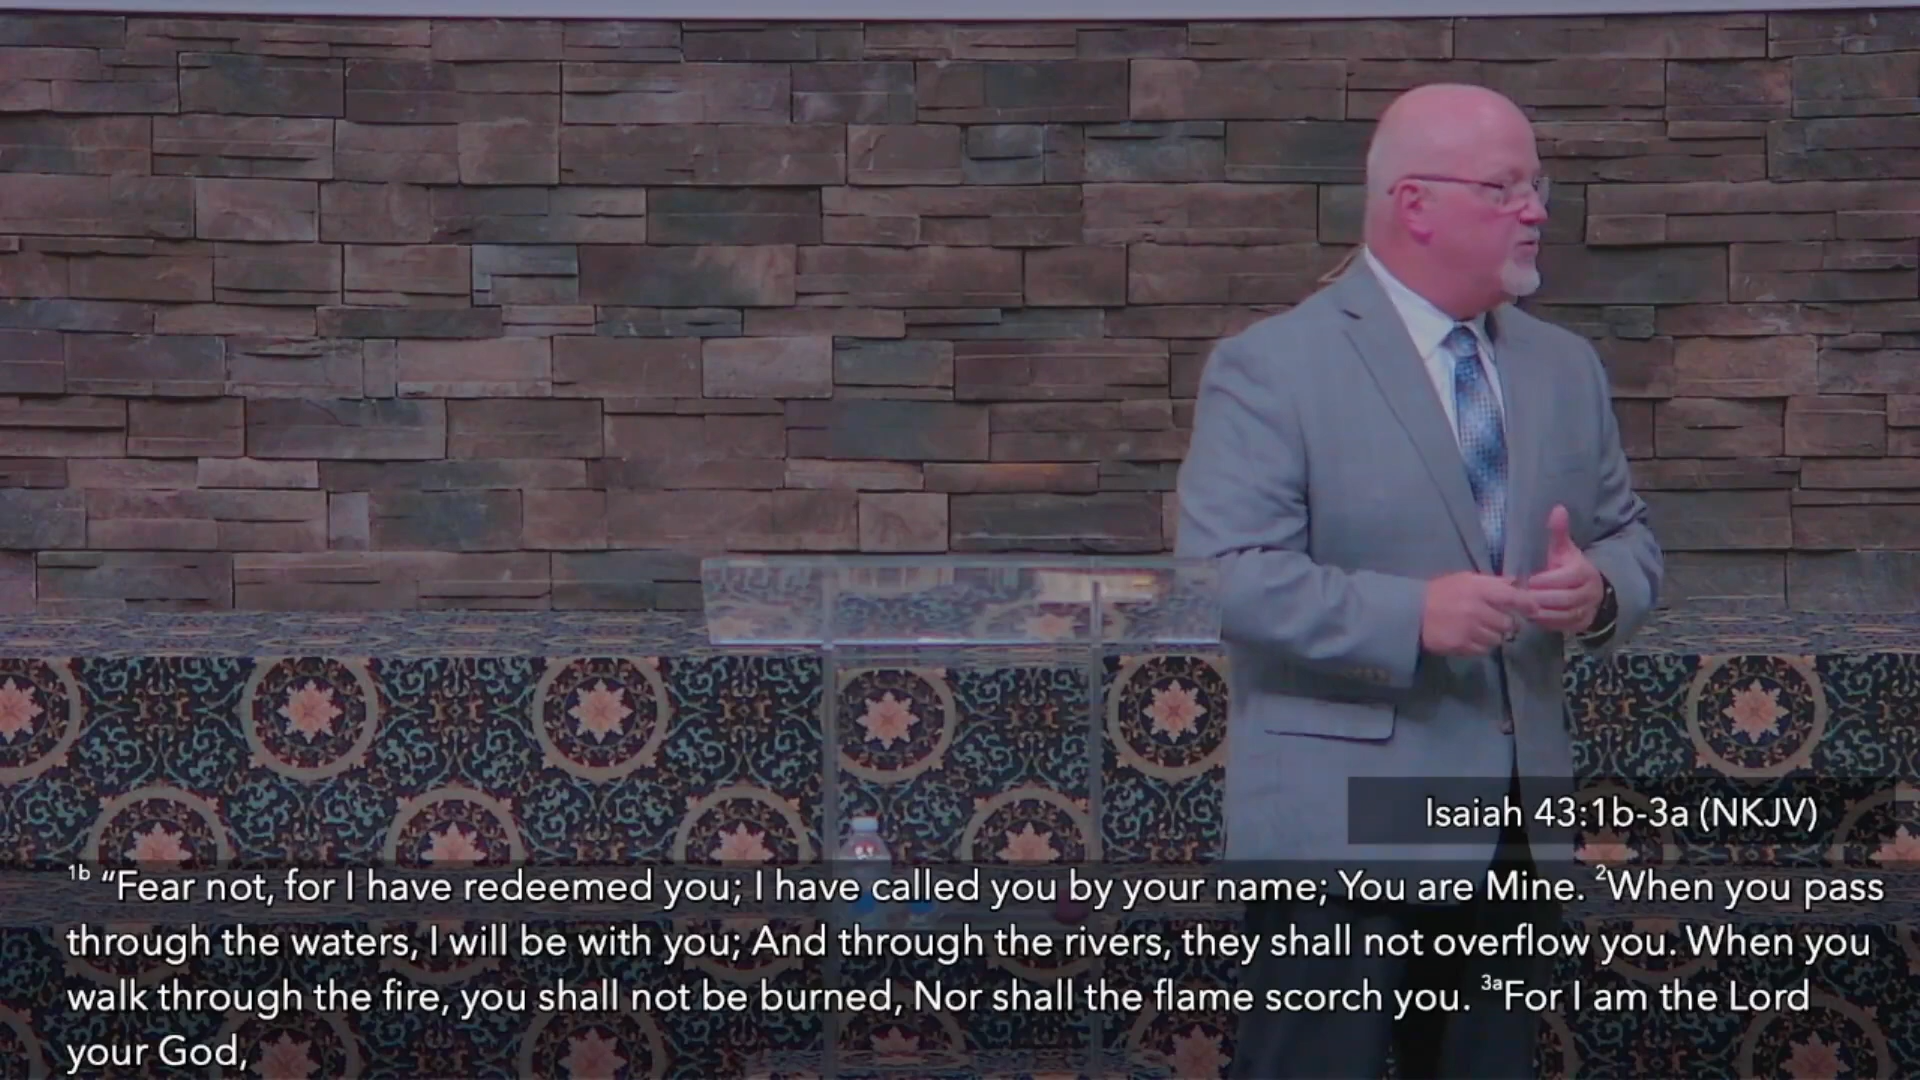 Isaiah 43:1b-3a (NKJV)
1b “Fear not, for I have redeemed you; I have called you by your name; You are Mine. 2When you pass
through the waters, I will be with you; And through the rivers, they shall not overflow you. When you
walk through the fire, you shall not be burned, Nor shall the flame scorch you. 3aFor I am the Lord
your God,